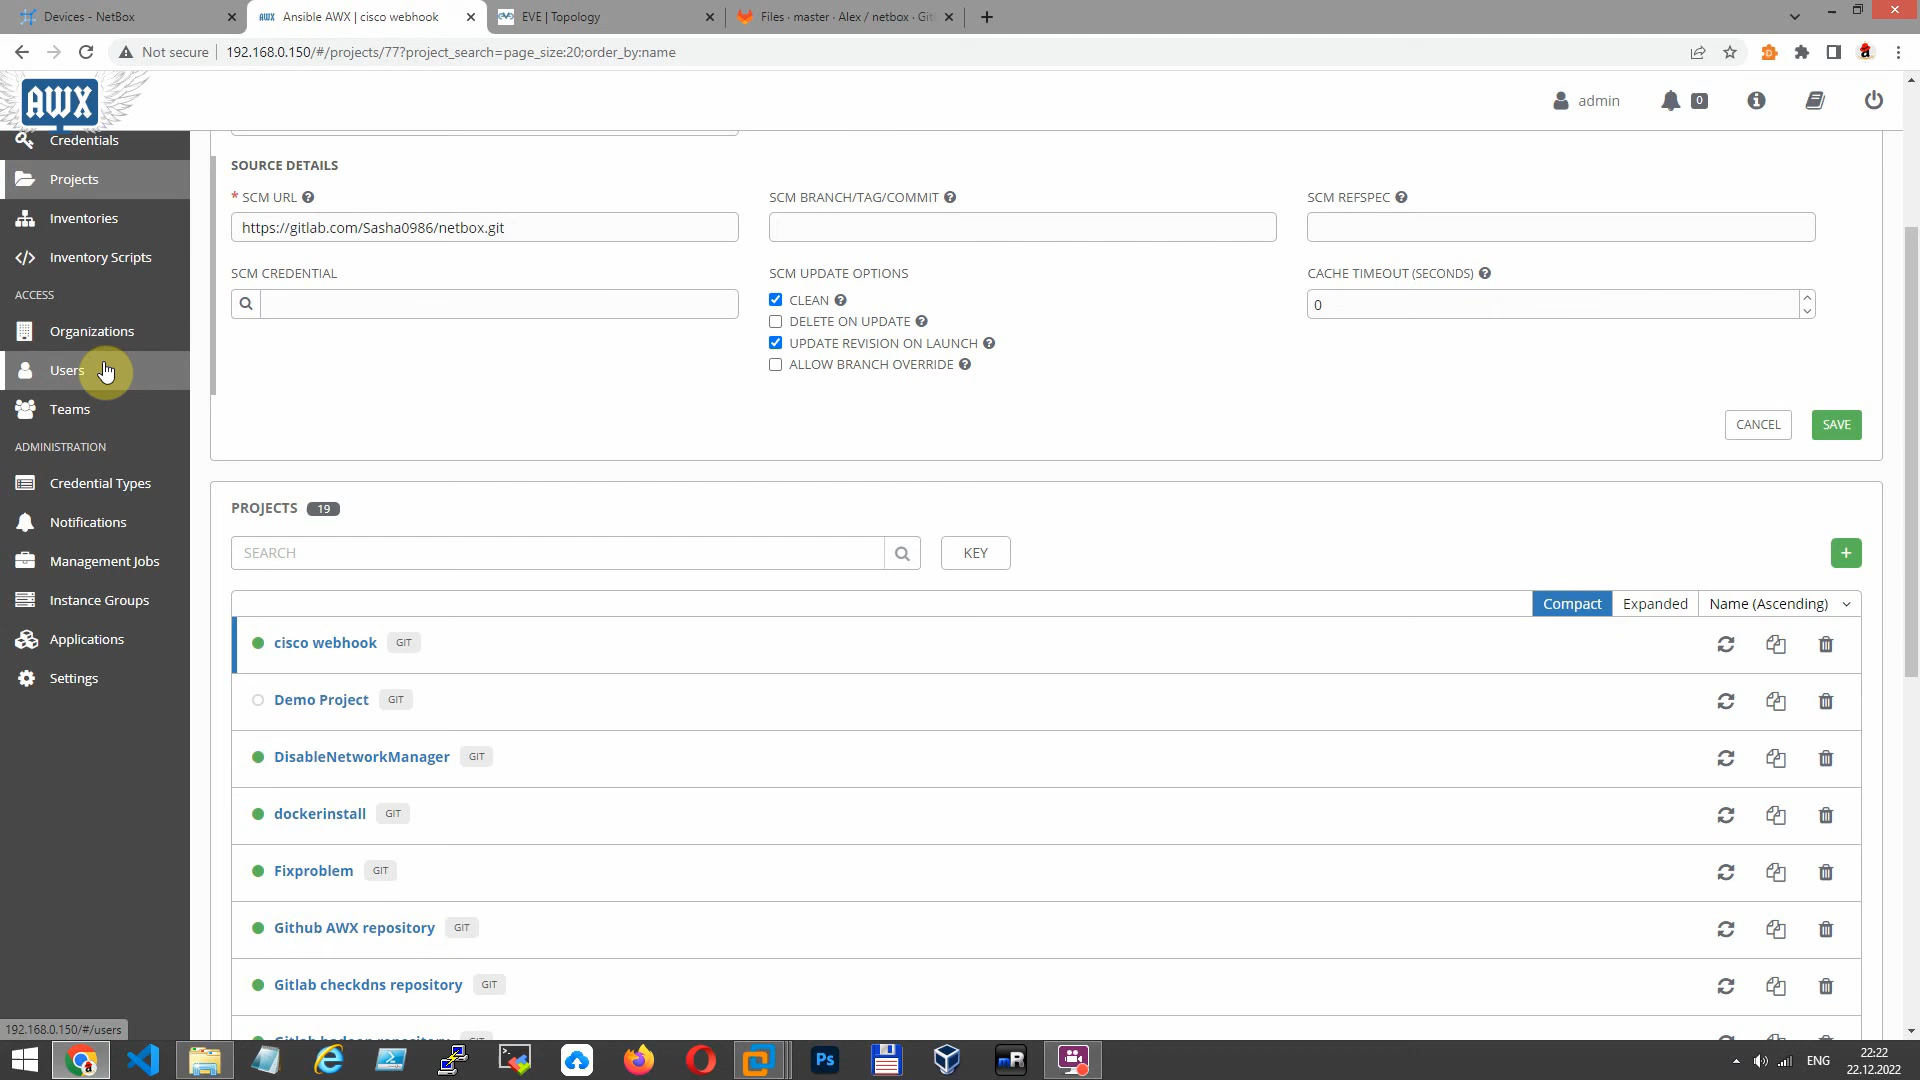 Devices - NetBox
AWX Ansible AWX | cisco webhook
EVE | Topology
Files · master · Alex / netbox · Git
Not secure
192.168.0.150/#/projects/77?project_search=page_size:20;order_by:name
AWX
admin
0
Credentials
Projects
Inventories
Inventory Scripts
ACCESS
Organizations
Users
Teams
ADMINISTRATION
Credential Types
Notifications
Management Jobs
Instance Groups
Applications
Settings
SOURCE DETAILS
* SCM URL
SCM BRANCH/TAG/COMMIT
SCM REFSPEC
https://gitlab.com/Sasha0986/netbox.git
SCM CREDENTIAL
SCM UPDATE OPTIONS
CACHE TIMEOUT (SECONDS)
CLEAN
0
DELETE ON UPDATE
UPDATE REVISION ON LAUNCH
ALLOW BRANCH OVERRIDE
CANCEL
SAVE
PROJECTS 19
SEARCH
KEY
+
Compact
Expanded
Name (Ascending)
cisco webhook GIT
Demo Project GIT
DisableNetworkManager GIT
dockerinstall GIT
Fixproblem GIT
Github AWX repository GIT
Gitlab checkdns repository GIT
192.168.0.150/#/users
Ps
mR
ENG
22:22
22.12.2022